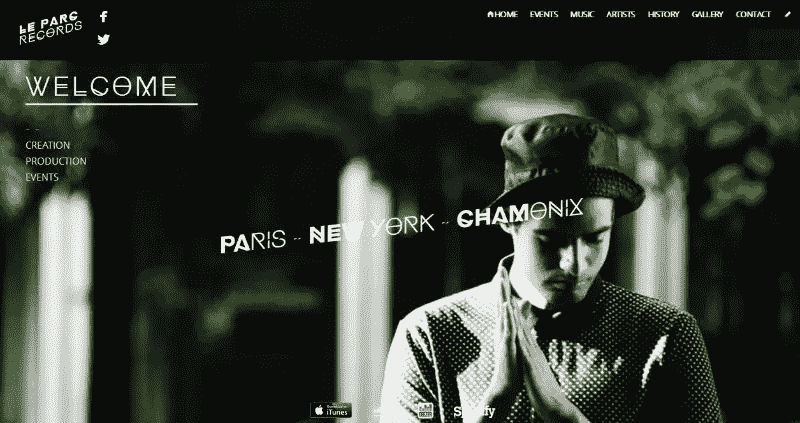 LE PARC
RECORDS
HOME EVENTS MUSIC ARTISTS HISTORY GALLERY CONTACT
WELCOME
CREATION
PRODUCTION
EVENTS
PARIS -- NEW YORK -- CHAMONIX
iTunes
Spotify